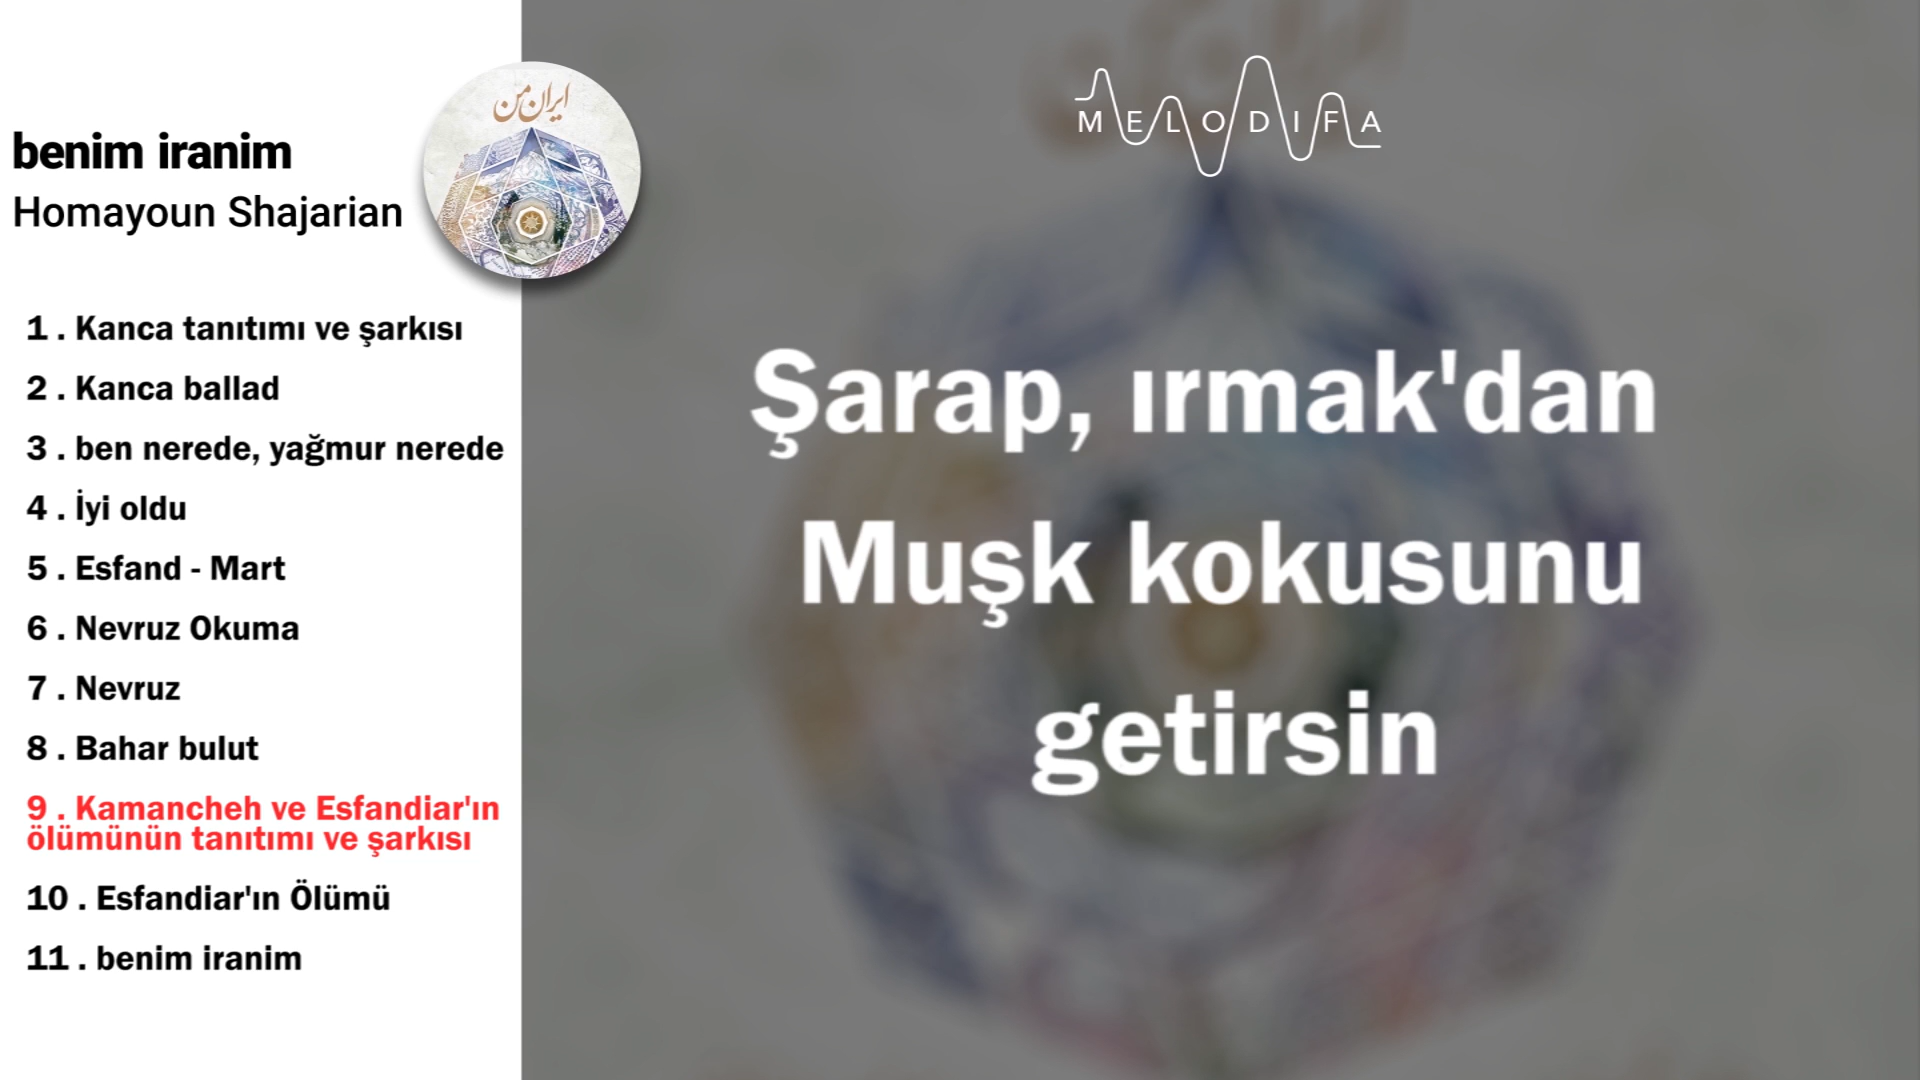 benim iranim
Homayoun Shajarian
ایران من
1 . Kanca tanıtımı ve şarkısı
2 . Kanca ballad
3 . ben nerede, yağmur nerede
4 . İyi oldu
5 . Esfand - Mart
6 . Nevruz Okuma
7 . Nevruz
8 . Bahar bulut
9 . Kamancheh ve Esfandiar'ın
ölümünün tanıtımı ve şarkısı
10 . Esfandiar'ın Ölümü
11 . benim iranim
MELODIFA
Şarap, ırmak'dan
Muşk kokusunu
getirsin